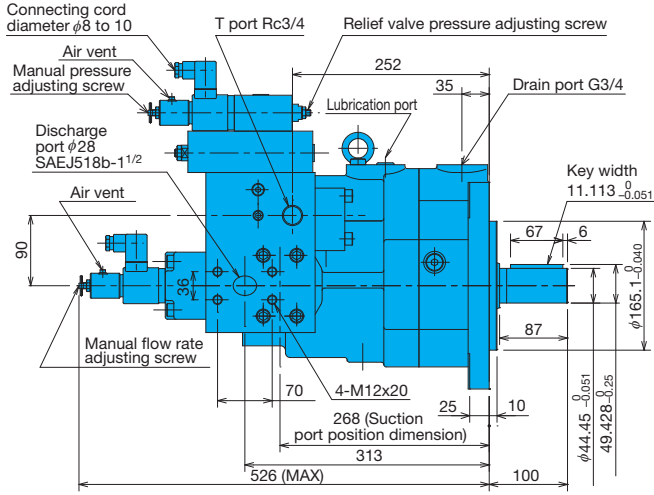 Connecting cord
diameter φ8 to 10
T port Rc3/4
Relief valve pressure adjusting screw
Air vent
252
Manual pressure
adjusting screw
35
Drain port G3/4
Lubrication port
Discharge
port φ28
SAEJ518b-1 1/2
Key width
11.113 0 -0.051
Air vent
67
6
90
36
φ165.1 0 -0.040
87
Manual flow rate
adjusting screw
70
4-M12x20
25
10
268 (Suction
port position dimension)
φ44.45 0 -0.051
49.428 0 -0.25
313
526 (MAX)
100